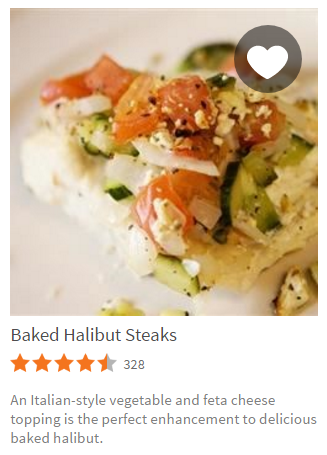 Baked Halibut Steaks
328
An Italian-style vegetable and feta cheese
topping is the perfect enhancement to delicious
baked halibut.